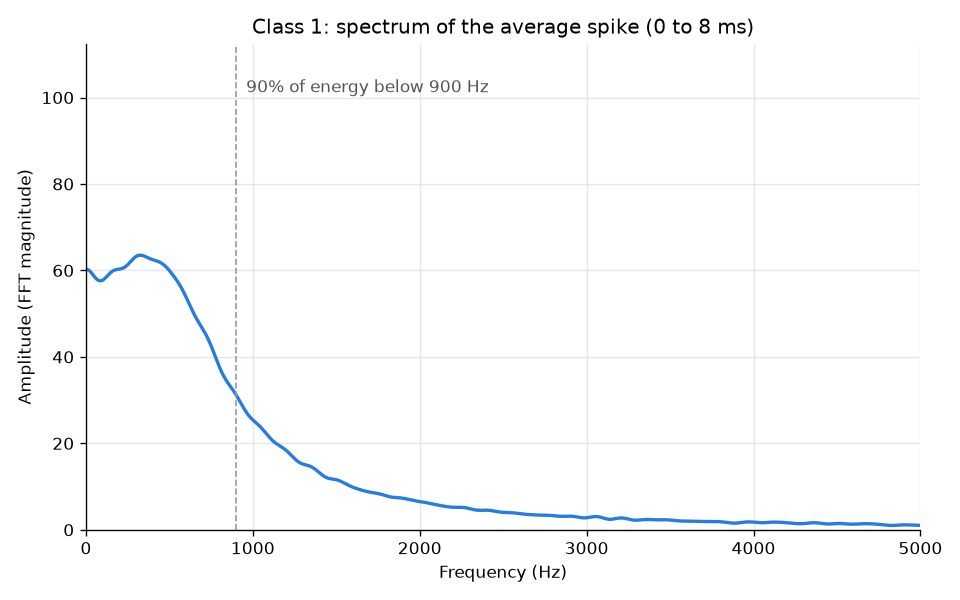 Class 1: spectrum of the average spike (0 to 8 ms)
90% of energy below 900 Hz
100
80
60
40
20
0
Amplitude (FFT magnitude)
0 1000 2000 3000 4000 5000
Frequency (Hz)